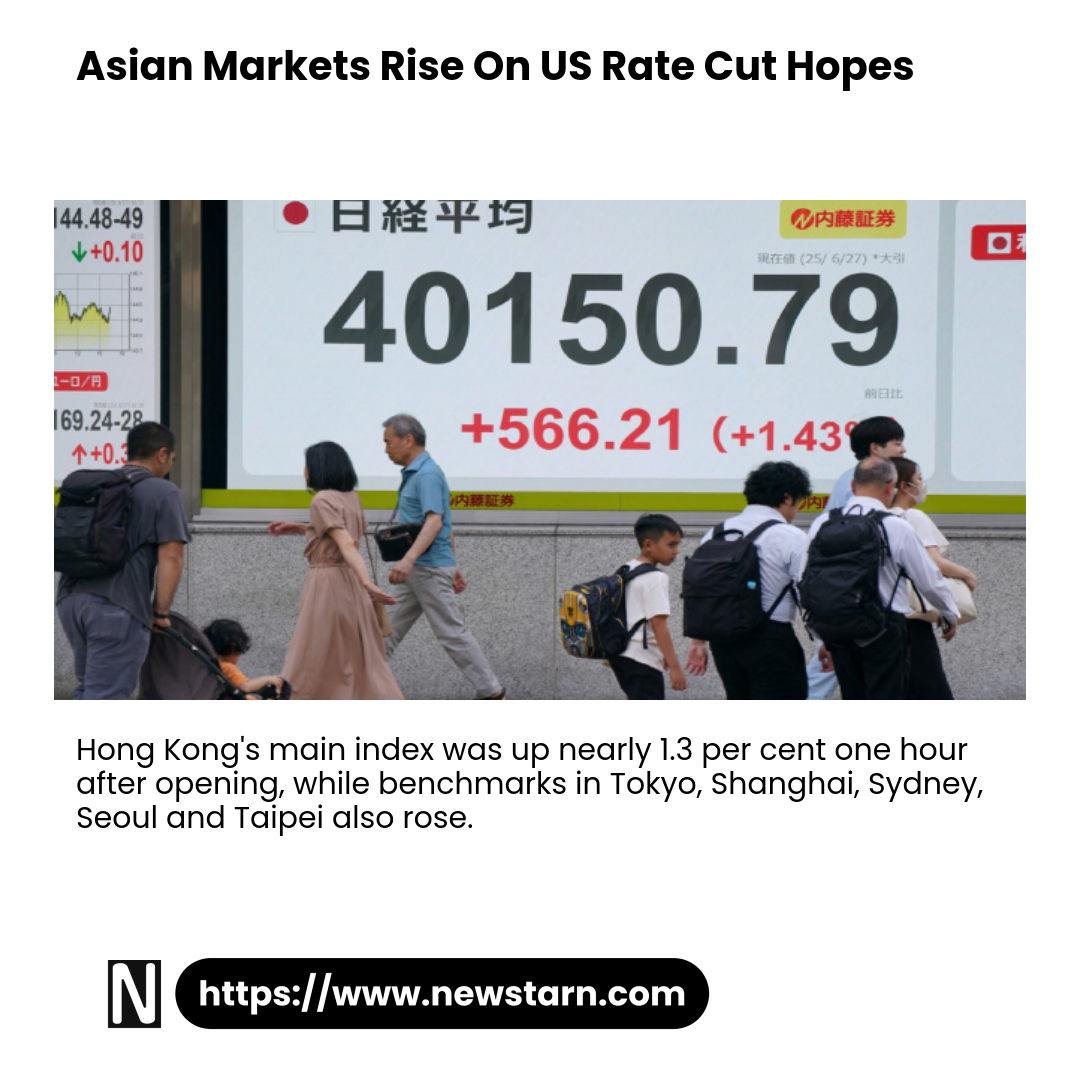 Asian Markets Rise On US Rate Cut Hopes
144.48-49
↓+0.10
ユーロ/円
169.24-28
↑+0.3
日経平均
内藤証券
現在値 (25/ 6/27) *大引
40150.79
前日比
+566.21 (+1.43%
内藤証券
内
Hong Kong's main index was up nearly 1.3 per cent one hour
after opening, while benchmarks in Tokyo, Shanghai, Sydney,
Seoul and Taipei also rose.
N
https://www.newstarn.com